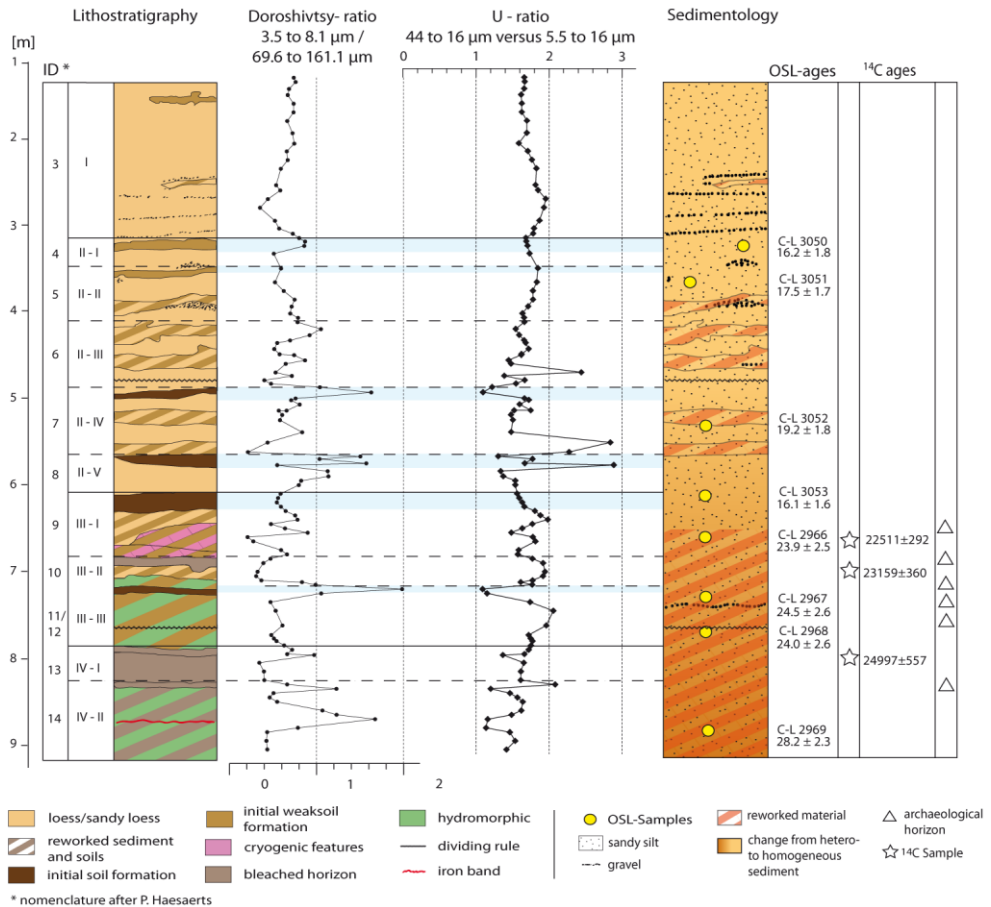 Lithostratigraphy
Doroshivtsy- ratio
3.5 to 8.1 µm /
69.6 to 161.1 µm
U - ratio
44 to 16 µm versus 5.5 to 16 µm
Sedimentology
[m]
ID *
0 1 2 3
OSL-ages
14C ages
1
2
3
4
5
6
7
8
9
3 I
4 II - I
5 II - II
6 II - III
7 II - IV
8 II - V
9 III - I
10 III - II
11/
12 III - III
13 IV - I
14 IV - II
C-L 3050
16.2 ± 1.8
C-L 3051
17.5 ± 1.7
C-L 3052
19.2 ± 1.8
C-L 3053
16.1 ± 1.6
C-L 2966
23.9 ± 2.5
C-L 2967
24.5 ± 2.6
C-L 2968
24.0 ± 2.6
C-L 2969
28.2 ± 2.3
22511±292
23159±360
24997±557
0 1 2
loess/sandy loess
reworked sediment
and soils
initial soil formation
initial weaksoil
formation
cryogenic features
bleached horizon
hydromorphic
dividing rule
iron band
OSL-Samples
sandy silt
gravel
reworked material
change from hetero-
to homogeneous
sediment
archaeological
horizon
14C Sample
* nomenclature after P. Haesaerts